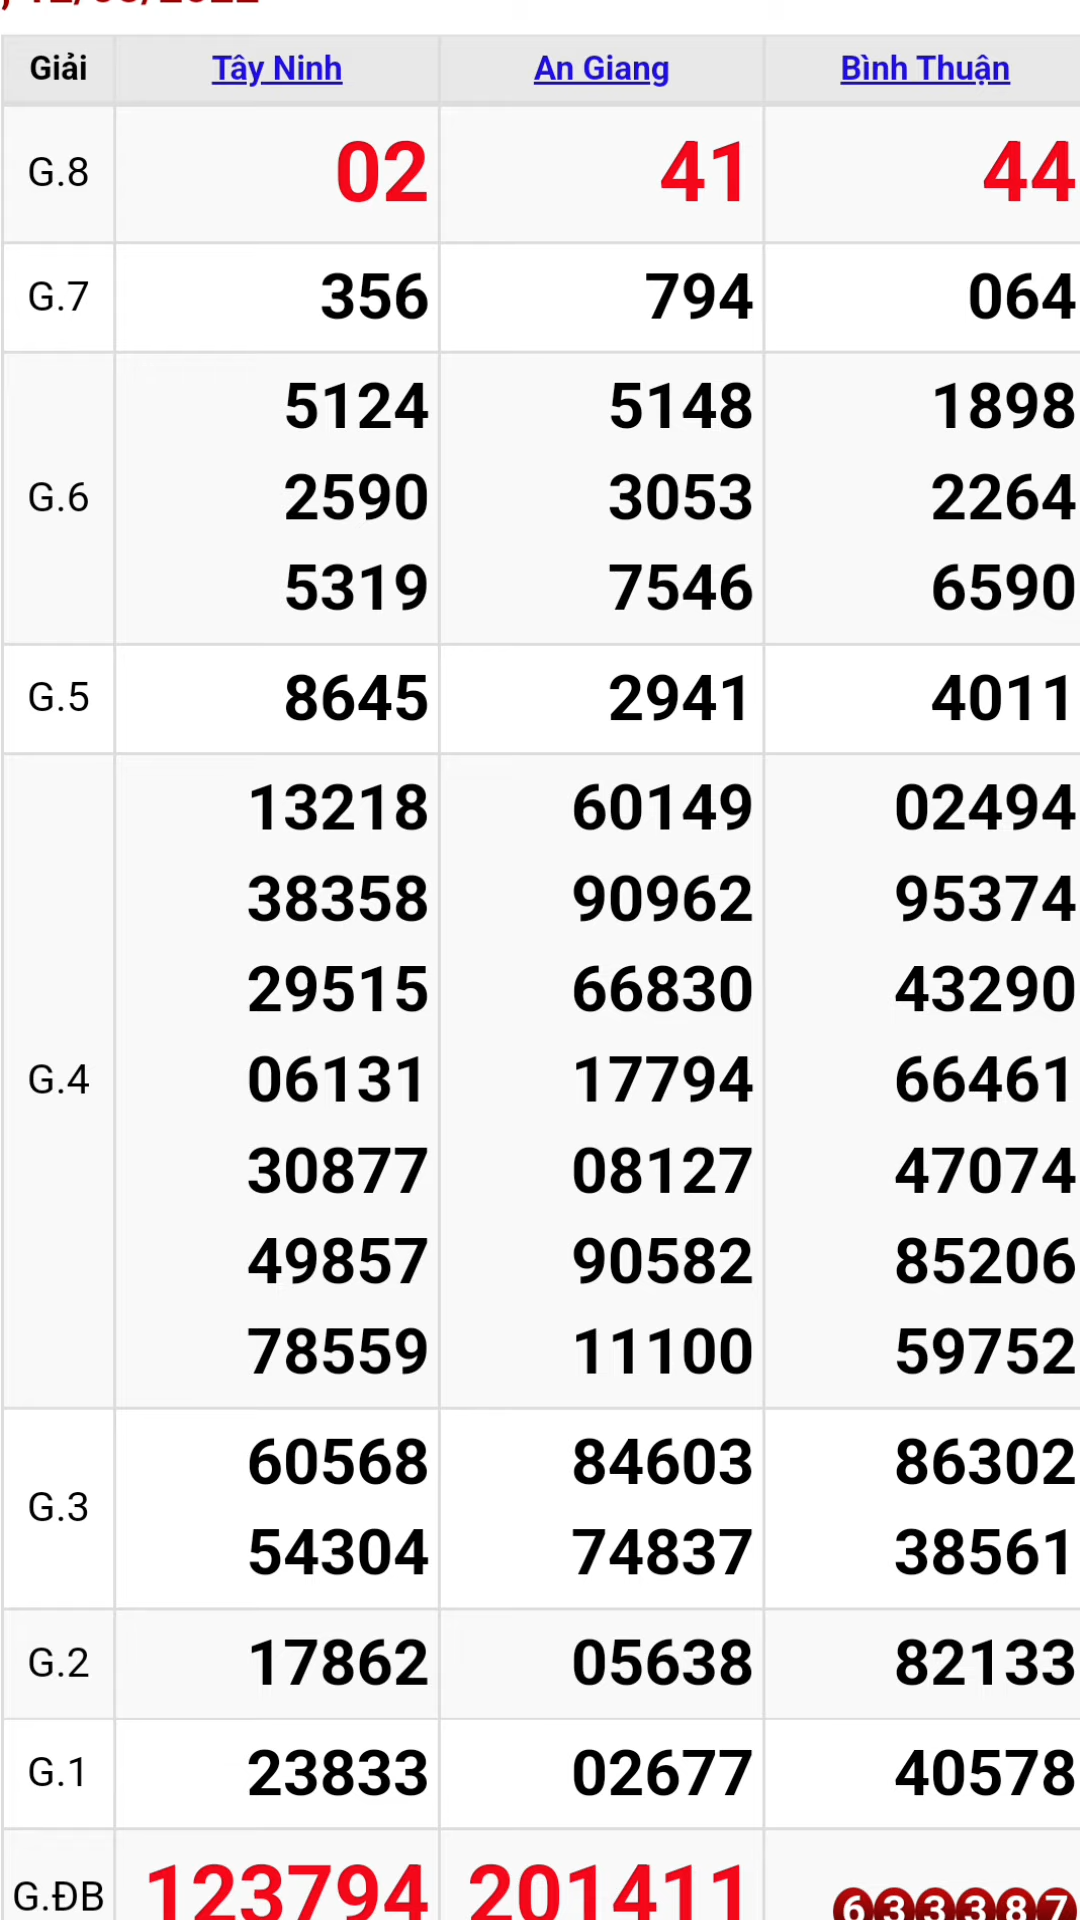 Giải Tây Ninh An Giang Bình Thuận
G.8 02 41 44
G.7 356 794 064
5124 5148 1898
G.6 2590 3053 2264
5319 7546 6590
G.5 8645 2941 4011
13218 60149 02494
38358 90962 95374
29515 66830 43290
G.4 06131 17794 66461
30877 08127 47074
49857 90582 85206
78559 11100 59752
60568 84603 86302
G.3
54304 74837 38561
G.2 17862 05638 82133
G.1 23833 02677 40578
G.ĐB 123794 201411 633387